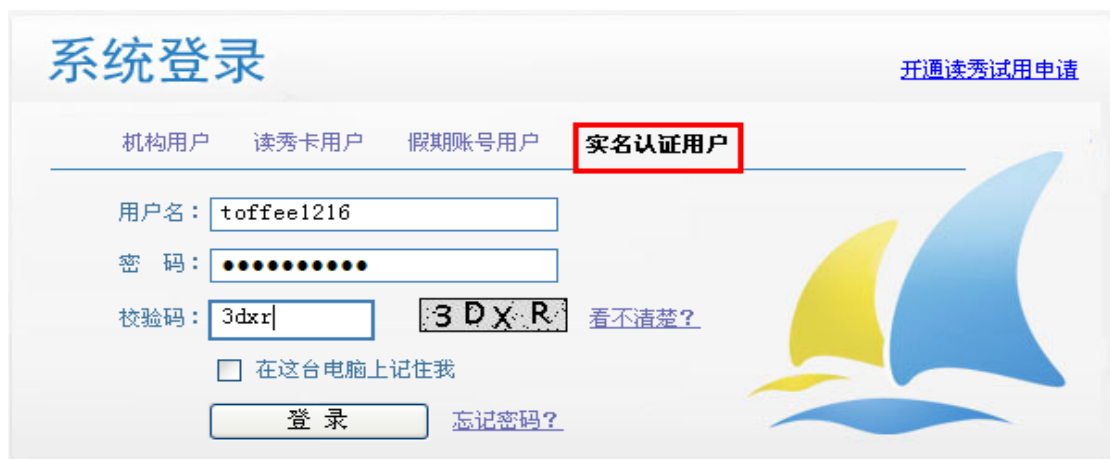 系统登录
开通读秀试用申请
机构用户 读秀卡用户 假期账号用户 实名认证用户
用户名： toffee1216
密 码： ●●●●●●●●●●
校验码： 3dxr 3DXR 看不清楚？
在这台电脑上记住我
登 录 忘记密码？